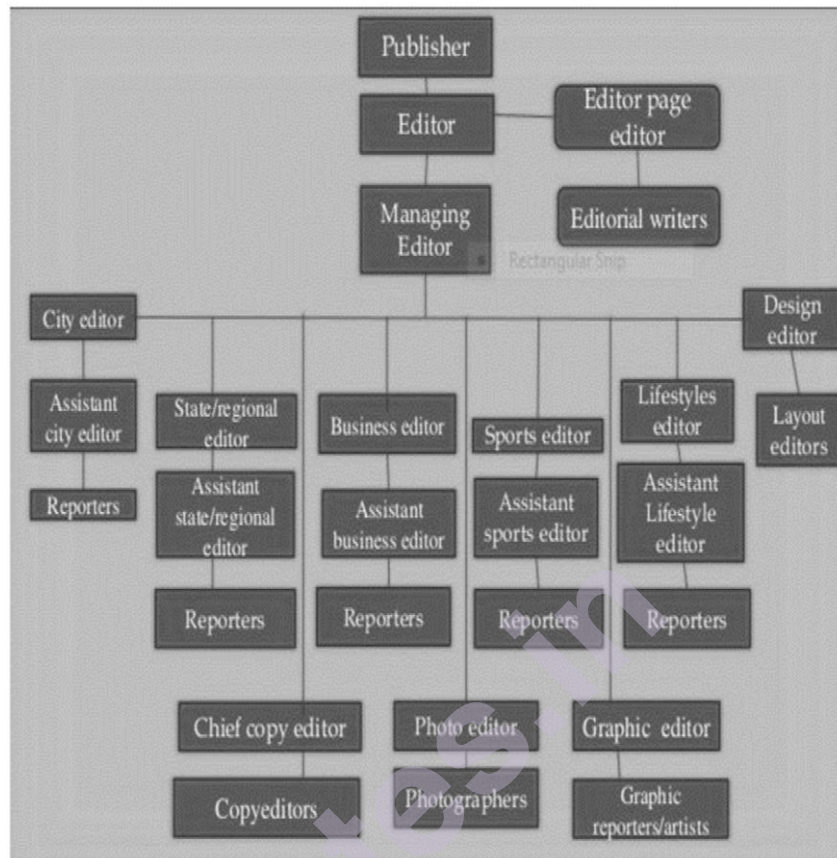 Publisher
Editor
Editor page
editor
Managing
Editor
Editorial writers
Rectangular Snip
City editor
Design
editor
Assistant
city editor
Reporters
State/regional
editor
Assistant
state/regional
editor
Reporters
Business editor
Assistant
business editor
Reporters
Sports editor
Assistant
sports editor
Reporters
Lifestyles
editor
Assistant
Lifestyle
editor
Reporters
Layout
editors
Chief copy editor
Copyeditors
Photo editor
Photographers
Graphic editor
Graphic
reporters/artists
tes.in